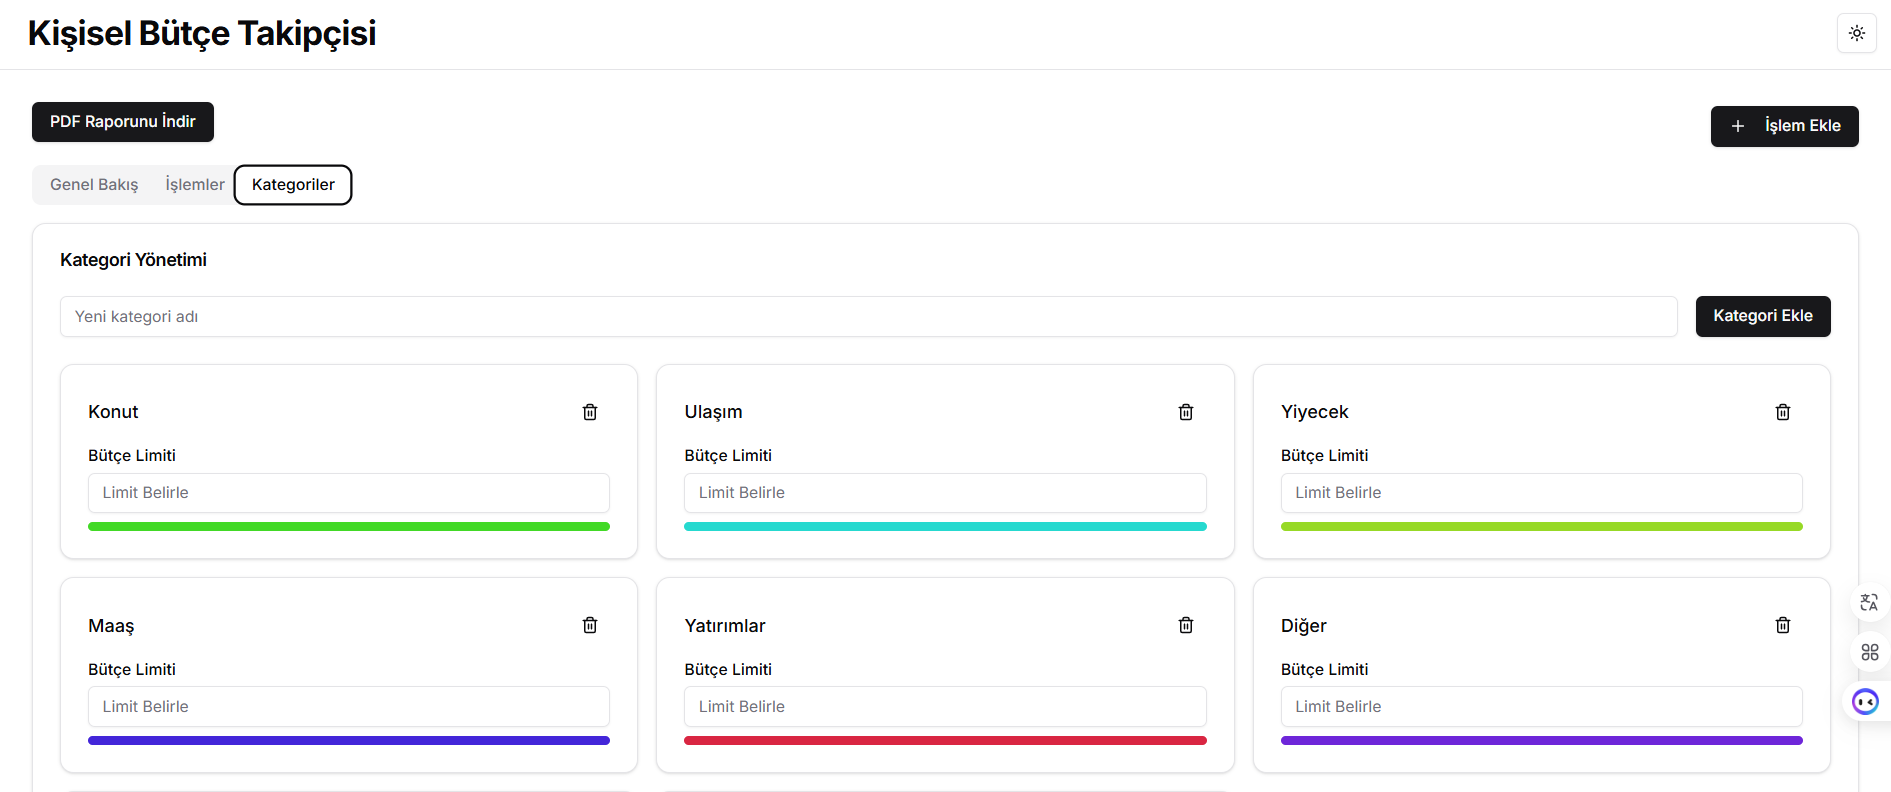 Kişisel Bütçe Takipçisi
PDF Raporunu İndir
+ İşlem Ekle
Genel Bakış İşlemler Kategoriler
Kategori Yönetimi
Yeni kategori adı
Kategori Ekle
Konut
Bütçe Limiti
Limit Belirle
Ulaşım
Bütçe Limiti
Limit Belirle
Yiyecek
Bütçe Limiti
Limit Belirle
Maaş
Bütçe Limiti
Limit Belirle
Yatırımlar
Bütçe Limiti
Limit Belirle
Diğer
Bütçe Limiti
Limit Belirle